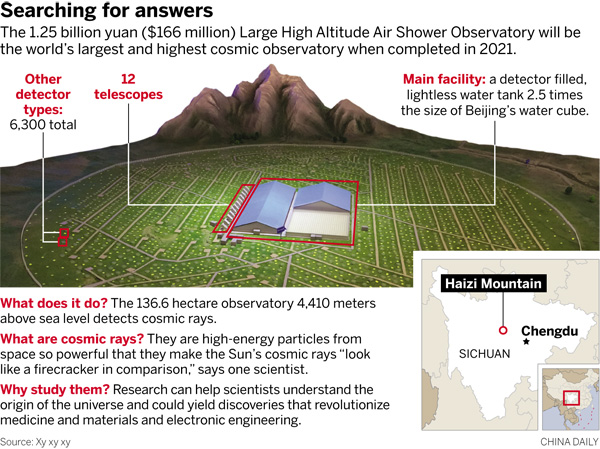 Searching for answers
The 1.25 billion yuan ($166 million) Large High Altitude Air Shower Observatory will be
the world's largest and highest cosmic observatory when completed in 2021.
Other
detector
types:
6,300 total
12
telescopes
Main facility: a detector filled,
lightless water tank 2.5 times
the size of Beijing's water cube.
What does it do? The 136.6 hectare observatory 4,410 meters
above sea level detects cosmic rays.
What are cosmic rays? They are high-energy particles from
space so powerful that they make the Sun's cosmic rays “look
like a firecracker in comparison,” says one scientist.
Why study them? Research can help scientists understand the
origin of the universe and could yield discoveries that revolutionize
medicine and materials and electronic engineering.
Haizi Mountain
Chengdu
SICHUAN
Source: Xy xy xy
CHINA DAILY